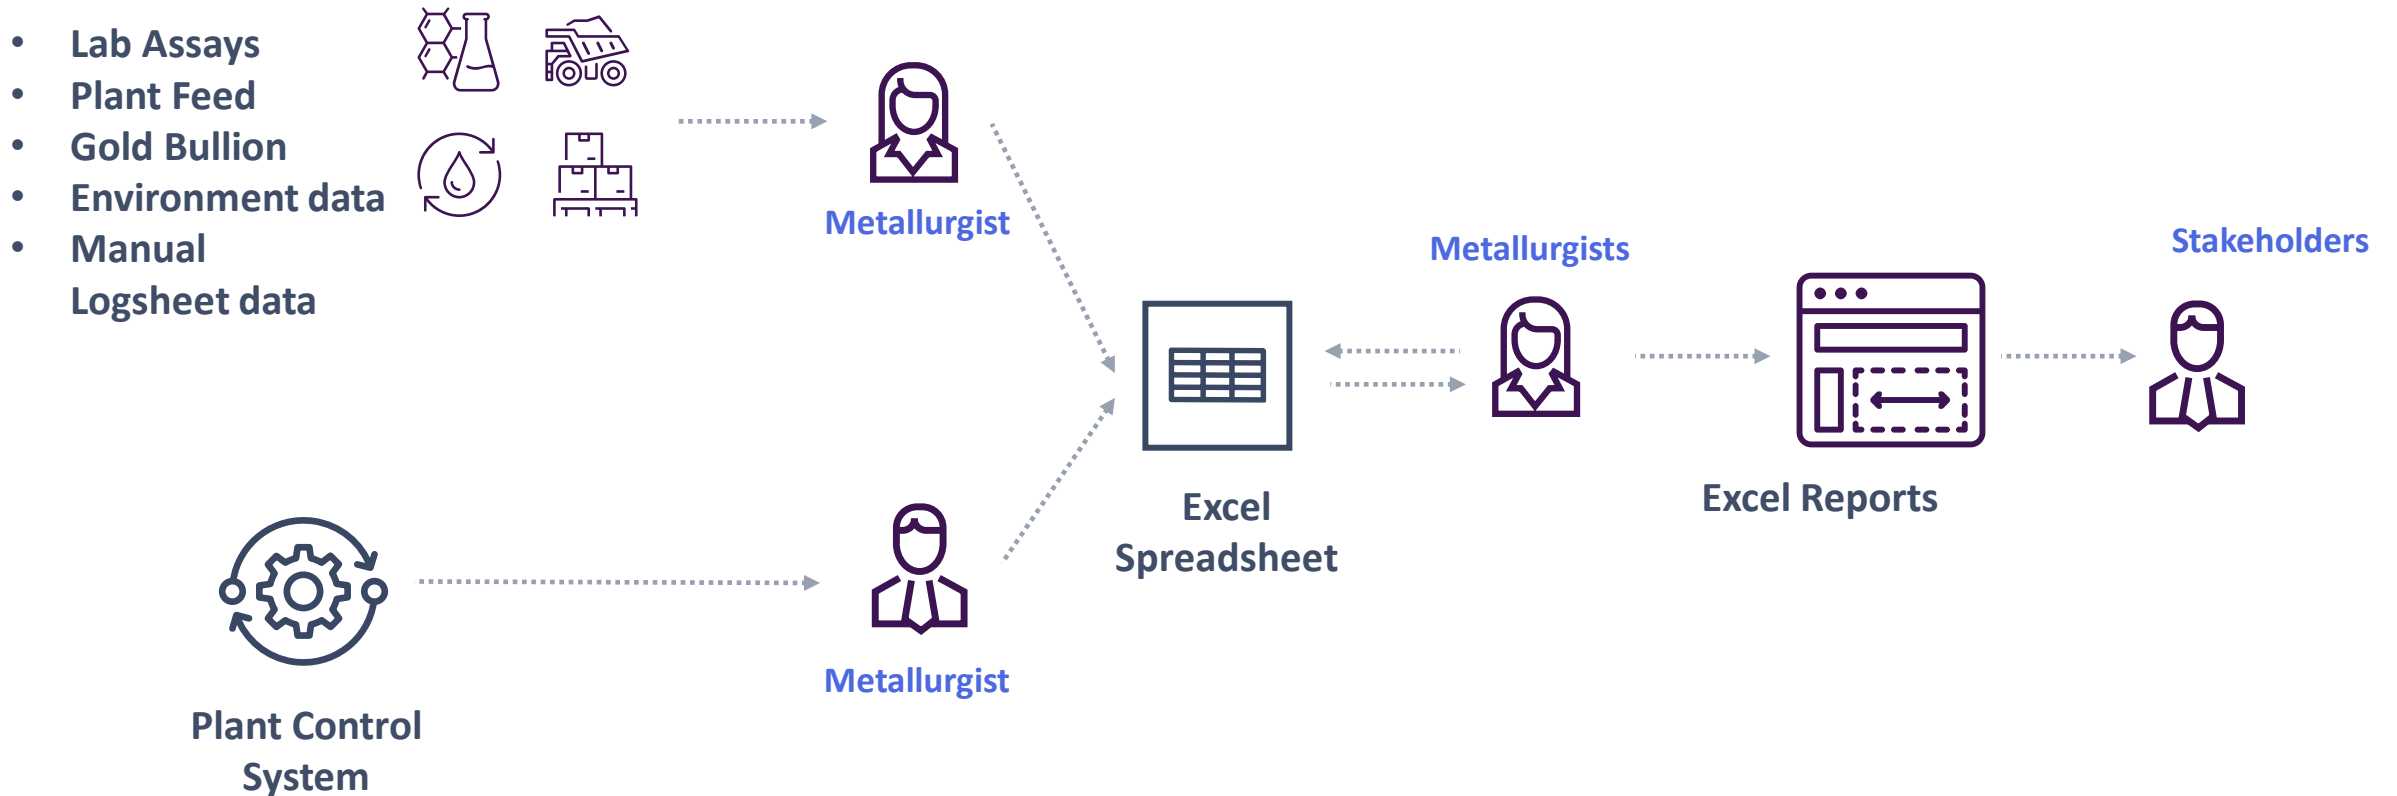 • Lab Assays
• Plant Feed
• Gold Bullion
• Environment data
• Manual
Logsheet data
Metallurgist
Metallurgists
Stakeholders
Excel
Spreadsheet
Excel Reports
Metallurgist
Plant Control
System